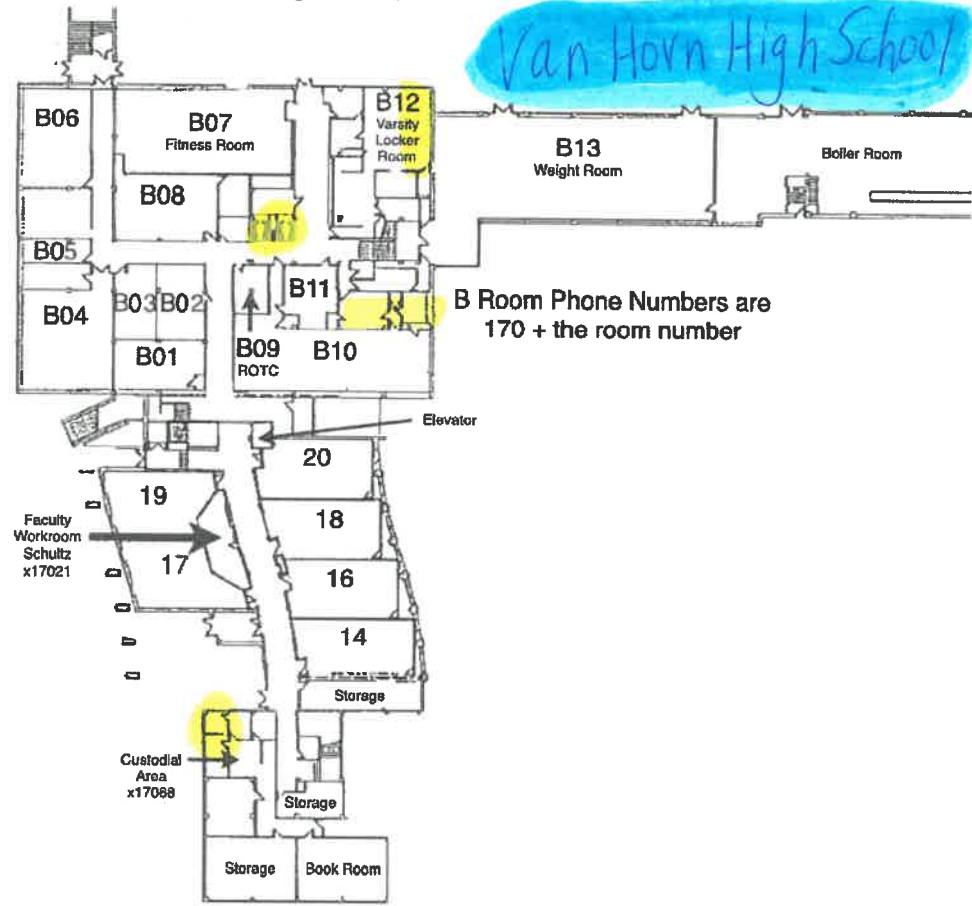 Van Horn High School
B06
B07
Fitness Room
B12
Varsity
Locker
Room
B13
Weight Room
Boiler Room
B08
B05
B04
B03
B02
B01
B11
B09
ROTC
B10
B Room Phone Numbers are
170 + the room number
Elevator
20
19
18
Faculty
Workroom
Schultz
x17021
17
16
14
Storage
Custodial
Area
x17068
Storage
Storage
Book Room